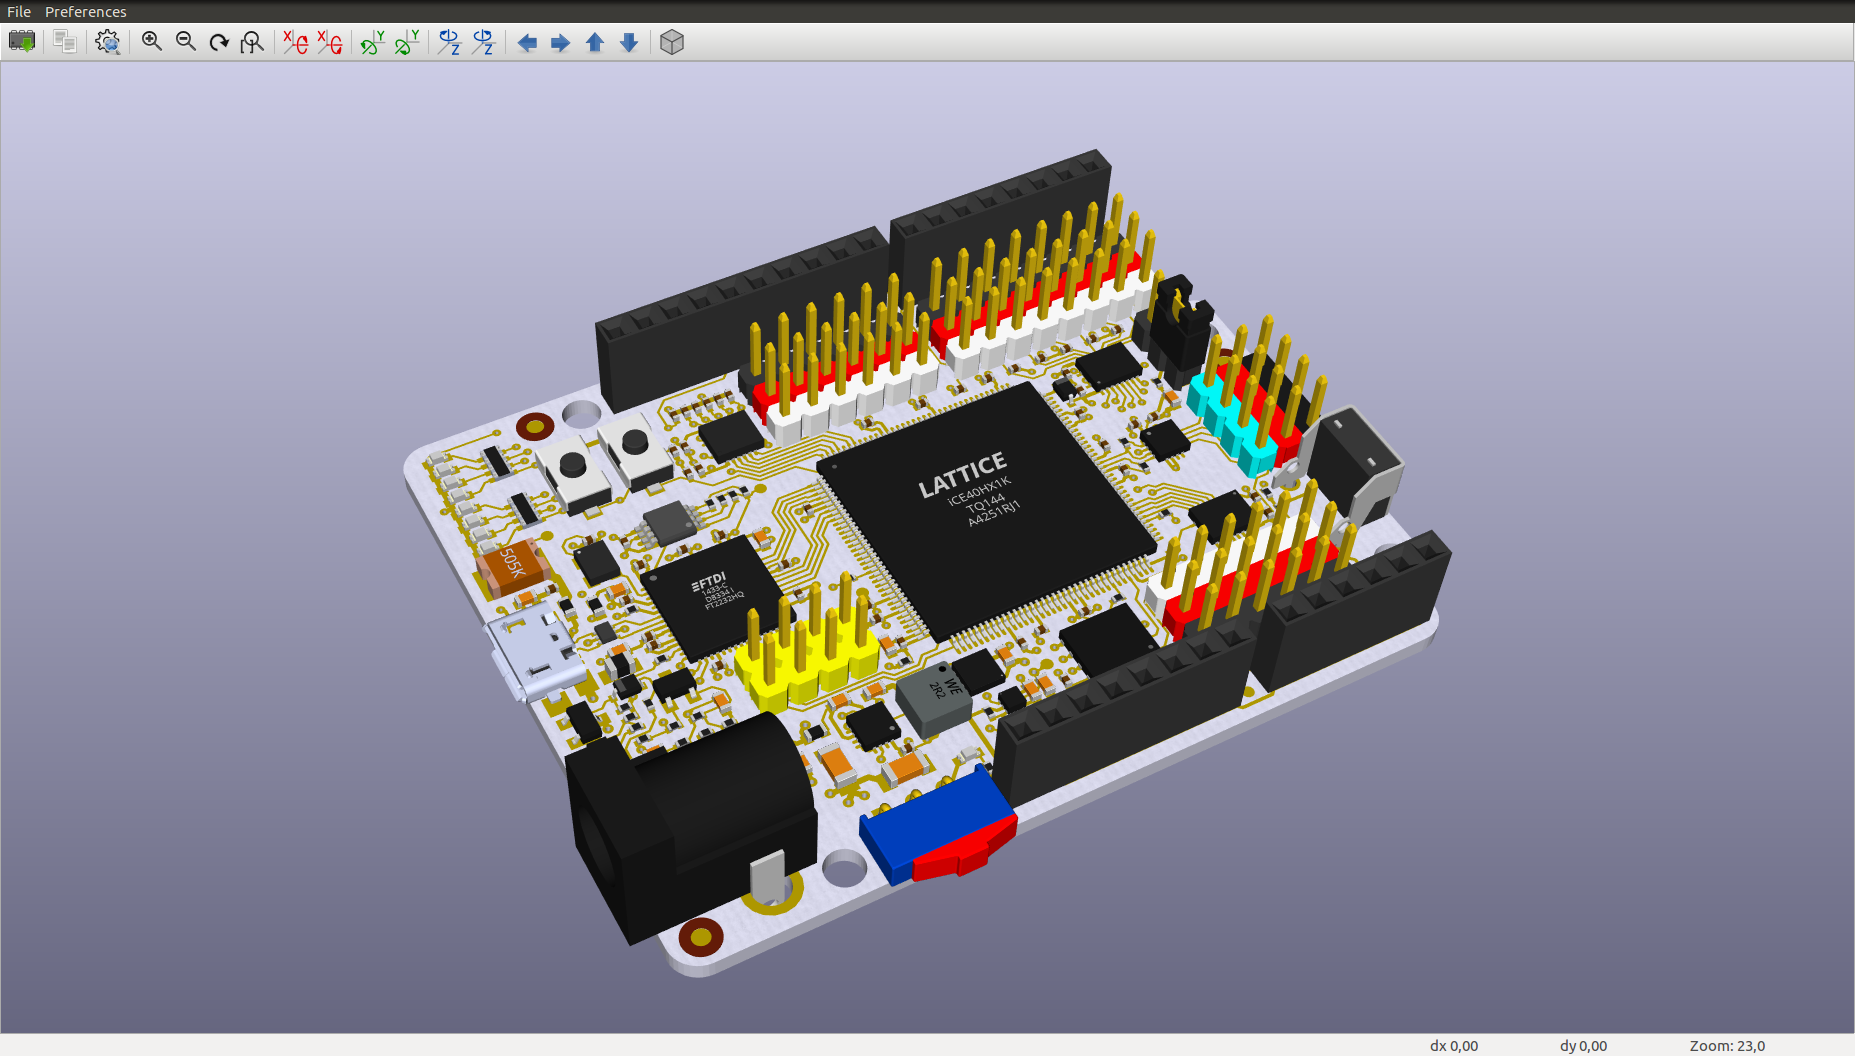 File Preferences
X X Y Y Z Z
LATTICE
iCE40HX1K
TQ144
A4251RJ1
505K
FTDI
1433-C
FT2232HQ
WE
2R2
dx 0,00 dy 0,00 Zoom: 23,0